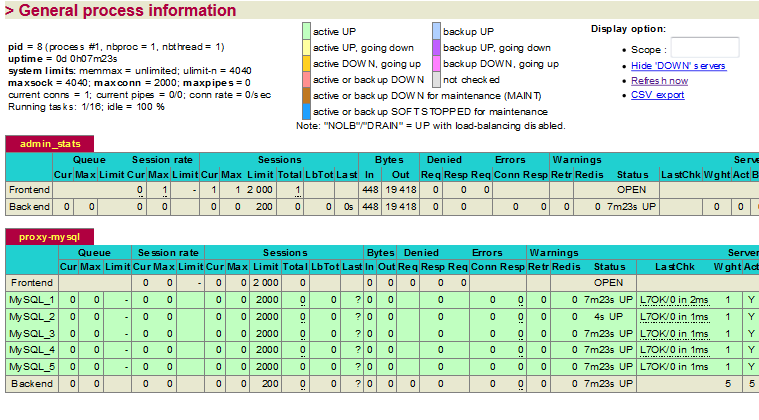 > General process information
pid = 8 (process #1, nbproc = 1, nbthread = 1)
uptime = 0d 0h07m23s
system limits: memmax = unlimited; ulimit-n = 4040
maxsock = 4040; maxconn = 2000; maxpipes = 0
current conns = 1; current pipes = 0/0; conn rate = 0/sec
Running tasks: 1/16; idle = 100 %
active UP
backup UP
active UP, going down
backup UP, going down
active DOWN, going up
backup DOWN, going up
active or backup DOWN
not checked
active or backup DOWN for maintenance (MAINT)
active or backup SOFT STOPPED for maintenance
Note: "NOLB"/"DRAIN" = UP with load-balancing disabled.
Display option:
Scope :
Hide 'DOWN' servers
Refresh now
CSV export
admin_stats
Queue Session rate Sessions Bytes Denied Errors Warnings Serve
Cur Max Limit Cur Max Limit Cur Max Limit Total LbTot Last In Out Req Resp Req Conn Resp Retr Redis Status LastChk Wght Act B
Frontend 0 1 - 1 1 2 000 1 448 19 418 0 0 0 OPEN
Backend 0 0 0 0 0 0 200 0 0 0s 448 19 418 0 0 0 0 0 0 7m23s UP 0 0 0
proxy-mysql
Queue Session rate Sessions Bytes Denied Errors Warnings Server
Cur Max Limit Cur Max Limit Cur Max Limit Total LbTot Last In Out Req Resp Req Conn Resp Retr Redis Status LastChk Wght Act
Frontend 0 0 - 0 0 2 000 0 0 0 0 0 0 OPEN
MySQL_1 0 0 - 0 0 0 0 2000 0 0 ? 0 0 0 0 0 0 0 7m23s UP L7OK/0 in 2ms 1 Y
MySQL_2 0 0 - 0 0 0 0 2000 0 0 ? 0 0 0 0 0 0 0 4s UP L7OK/0 in 1ms 1 Y
MySQL_3 0 0 - 0 0 0 0 2000 0 0 ? 0 0 0 0 0 0 0 7m23s UP L7OK/0 in 1ms 1 Y
MySQL_4 0 0 - 0 0 0 0 2000 0 0 ? 0 0 0 0 0 0 0 7m23s UP L7OK/0 in 1ms 1 Y
MySQL_5 0 0 - 0 0 0 0 2000 0 0 ? 0 0 0 0 0 0 0 7m23s UP L7OK/0 in 1ms 1 Y
Backend 0 0 0 0 0 0 200 0 0 ? 0 0 0 0 0 0 0 0 7m23s UP 5 5